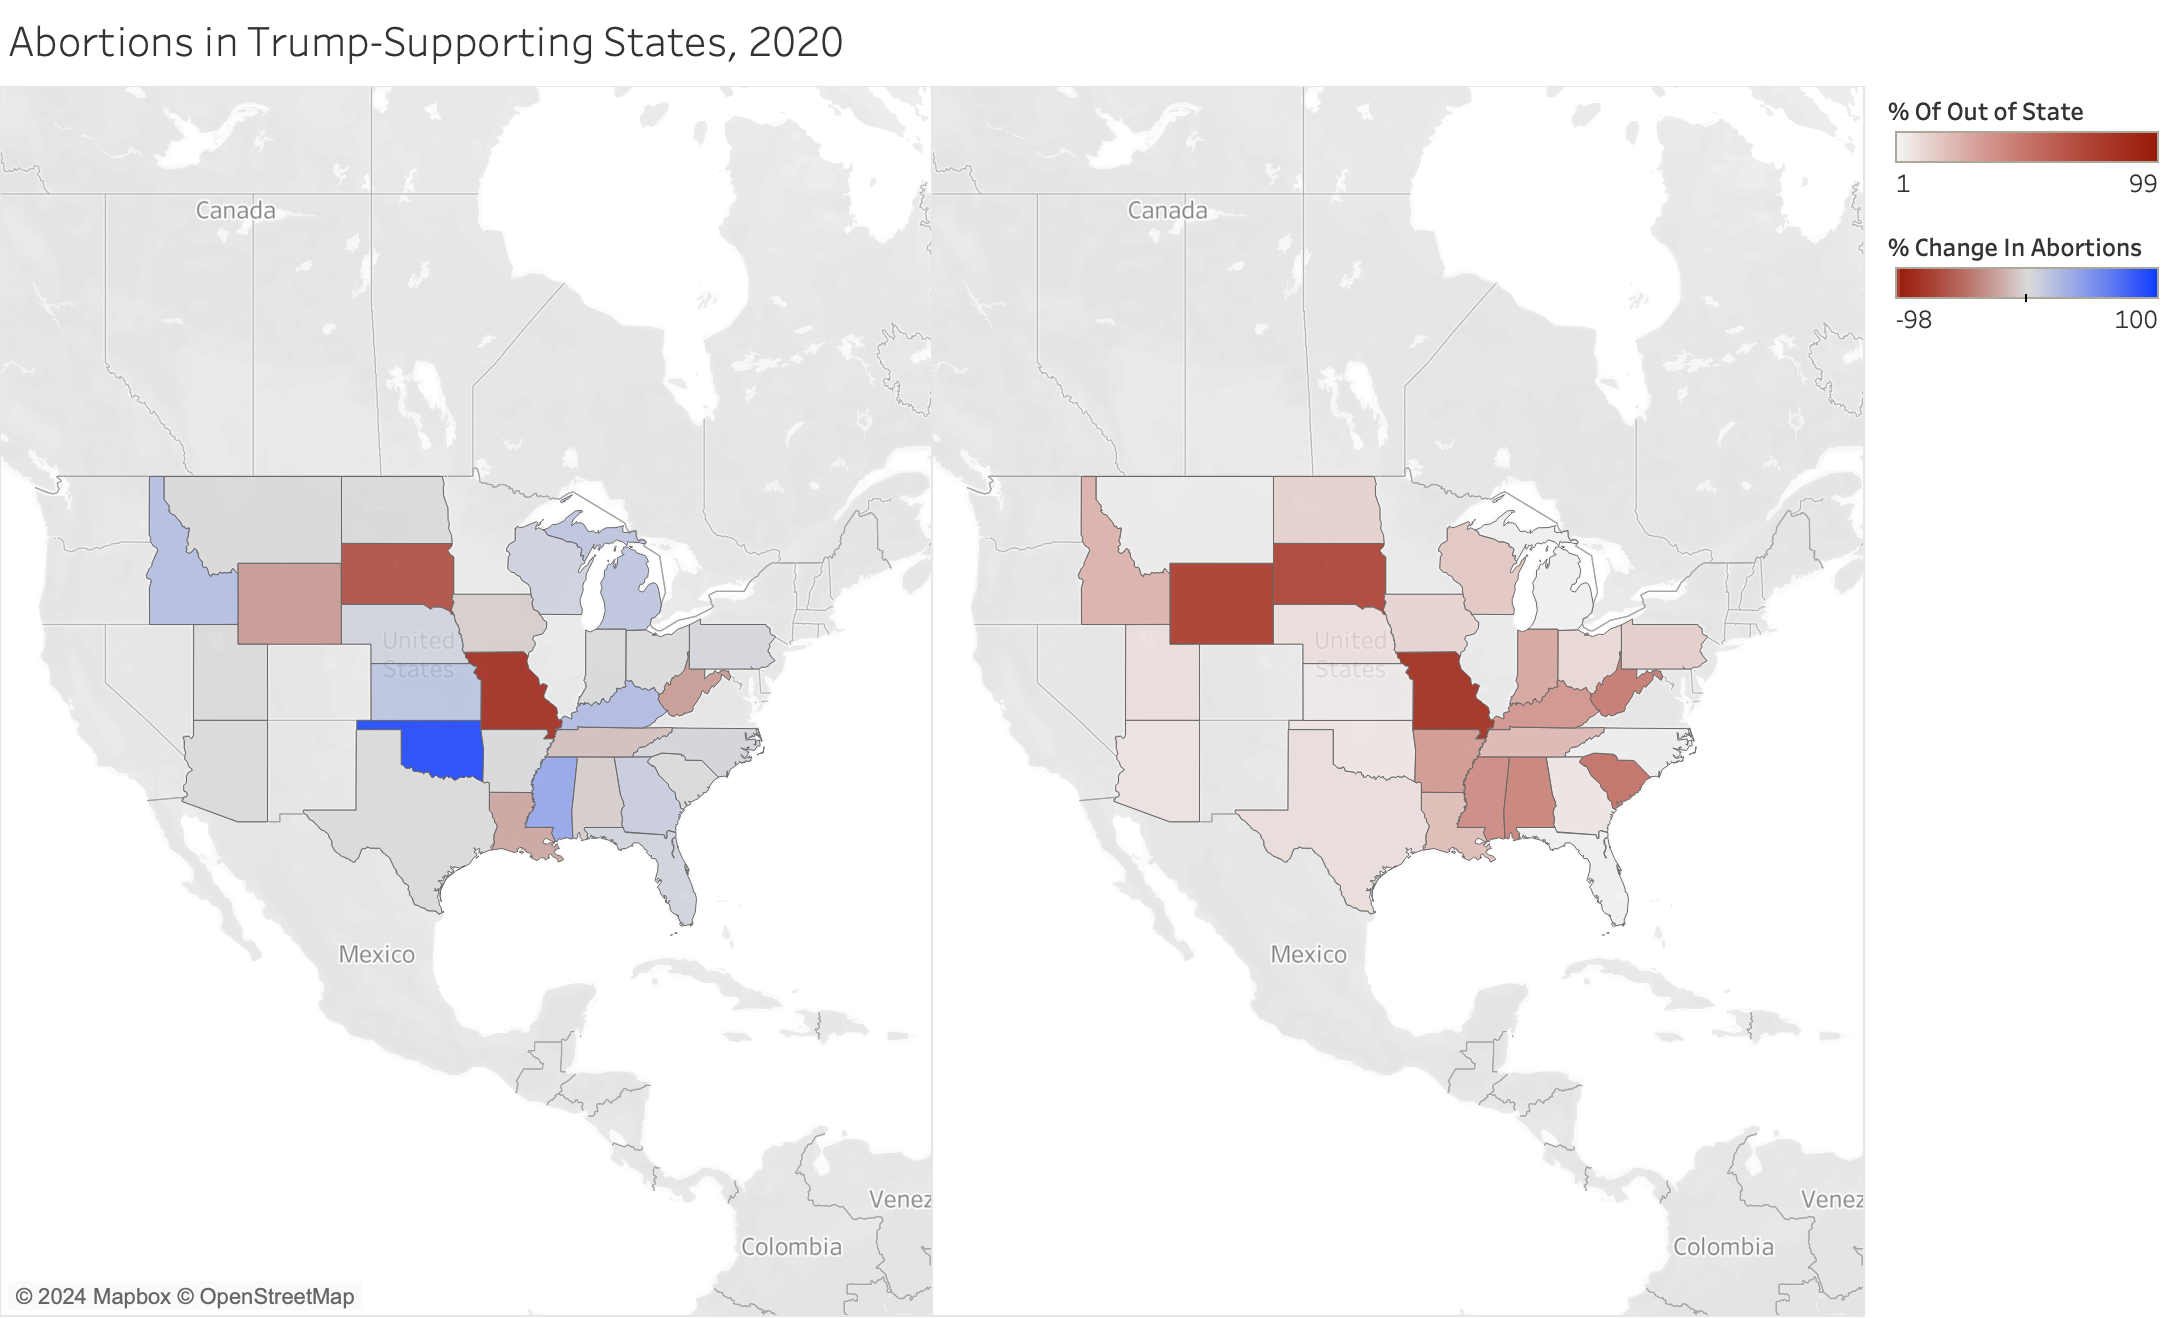 Abortions in Trump-Supporting States, 2020
Canada
United
States
Mexico
Venez
Colombia
© 2024 Mapbox © OpenStreetMap
Canada
United
States
Mexico
Venez
Colombia
% Of Out of State
1 99
% Change In Abortions
-98 100